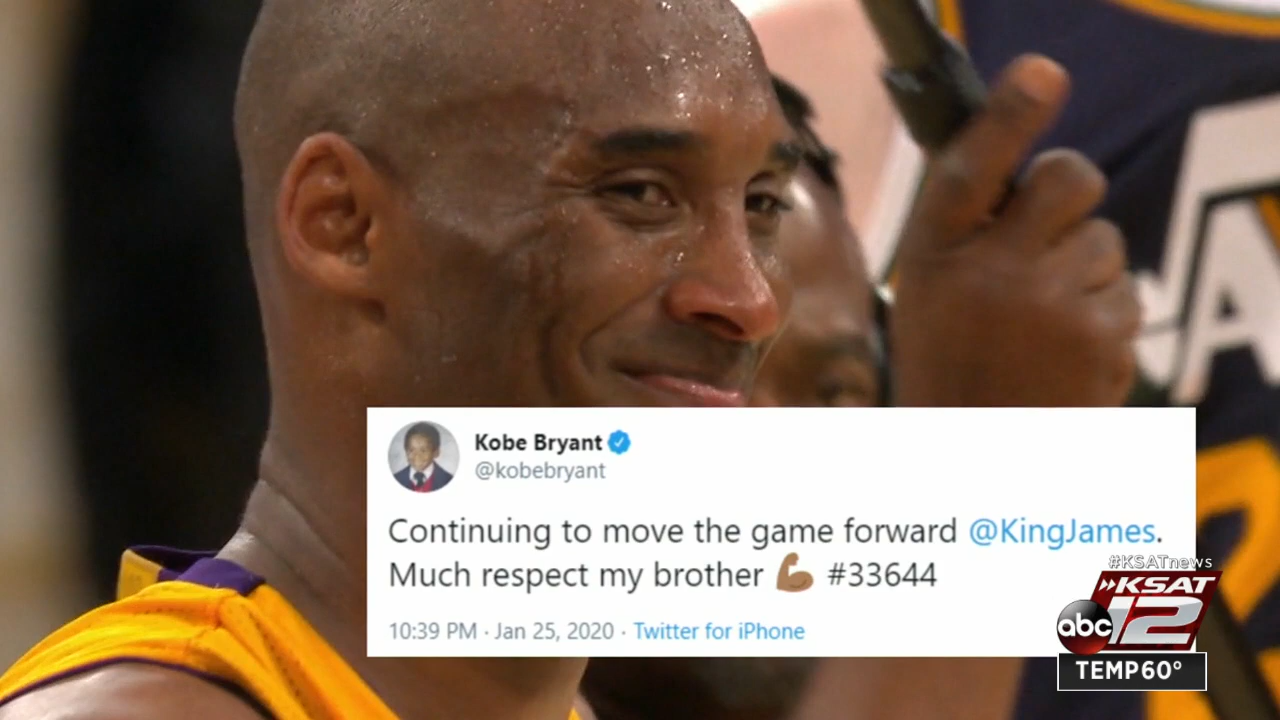 Kobe Bryant
@kobebryant
Continuing to move the game forward @KingJames.
Much respect my brother 💪🏾 #33644
10:39 PM · Jan 25, 2020 · Twitter for iPhone
#KSATnews
KSAT
abc 12
TEMP60°